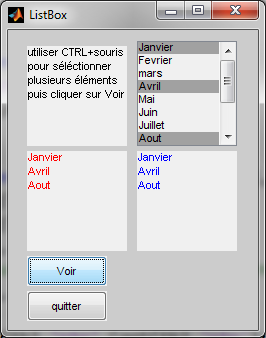 ListBox
utiliser CTRL+souris
pour séléctionner
plusieurs éléments
puis cliquer sur Voir
Janvier
Fevrier
mars
Avril
Mai
Juin
Juillet
Aout
Janvier
Avril
Aout
Janvier
Avril
Aout
Voir
quitter